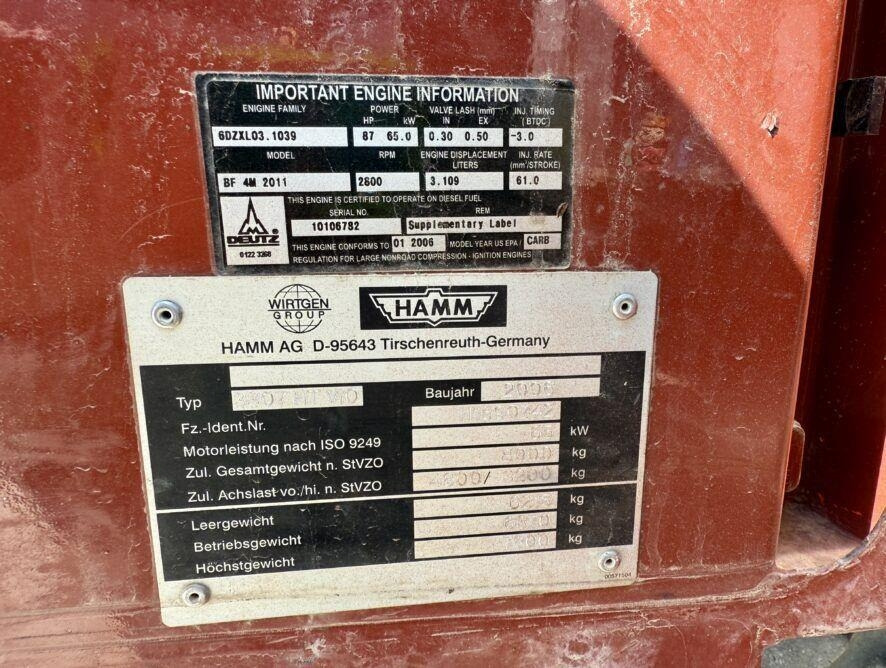 IMPORTANT ENGINE INFORMATION
ENGINE FAMILY POWER VALVE LASH (mm) INJ. TIMING
HP kW IN EX (BTDC)
6DZXL03.1039 87 65.0 0.30 0.50 -3.0
MODEL RPM ENGINE DISPLACEMENT INJ. RATE
LITERS (mm³/STROKE)
BF 4M 2011 2800 3.109 61.0
THIS ENGINE IS CERTIFIED TO OPERATE ON DIESEL FUEL
SERIAL NO. REM
10106782 Supplementary Label
DEUTZ
THIS ENGINE CONFORMS TO 01 2006 MODEL YEAR US EPA / CARB
0122 3268 REGULATION FOR LARGE NONROAD COMPRESSION - IGNITION ENGINES
WIRTGEN
GROUP
HAMM
HAMM AG D-95643 Tirschenreuth-Germany
Typ Baujahr 2006
Fz.-Ident.Nr.
Motorleistung nach ISO 9249 kW
Zul. Gesamtgewicht n. StVZO kg
Zul. Achslast vo./hi. n. StVZO kg
Leergewicht kg
Betriebsgewicht kg
Höchstgewicht kg
00571504